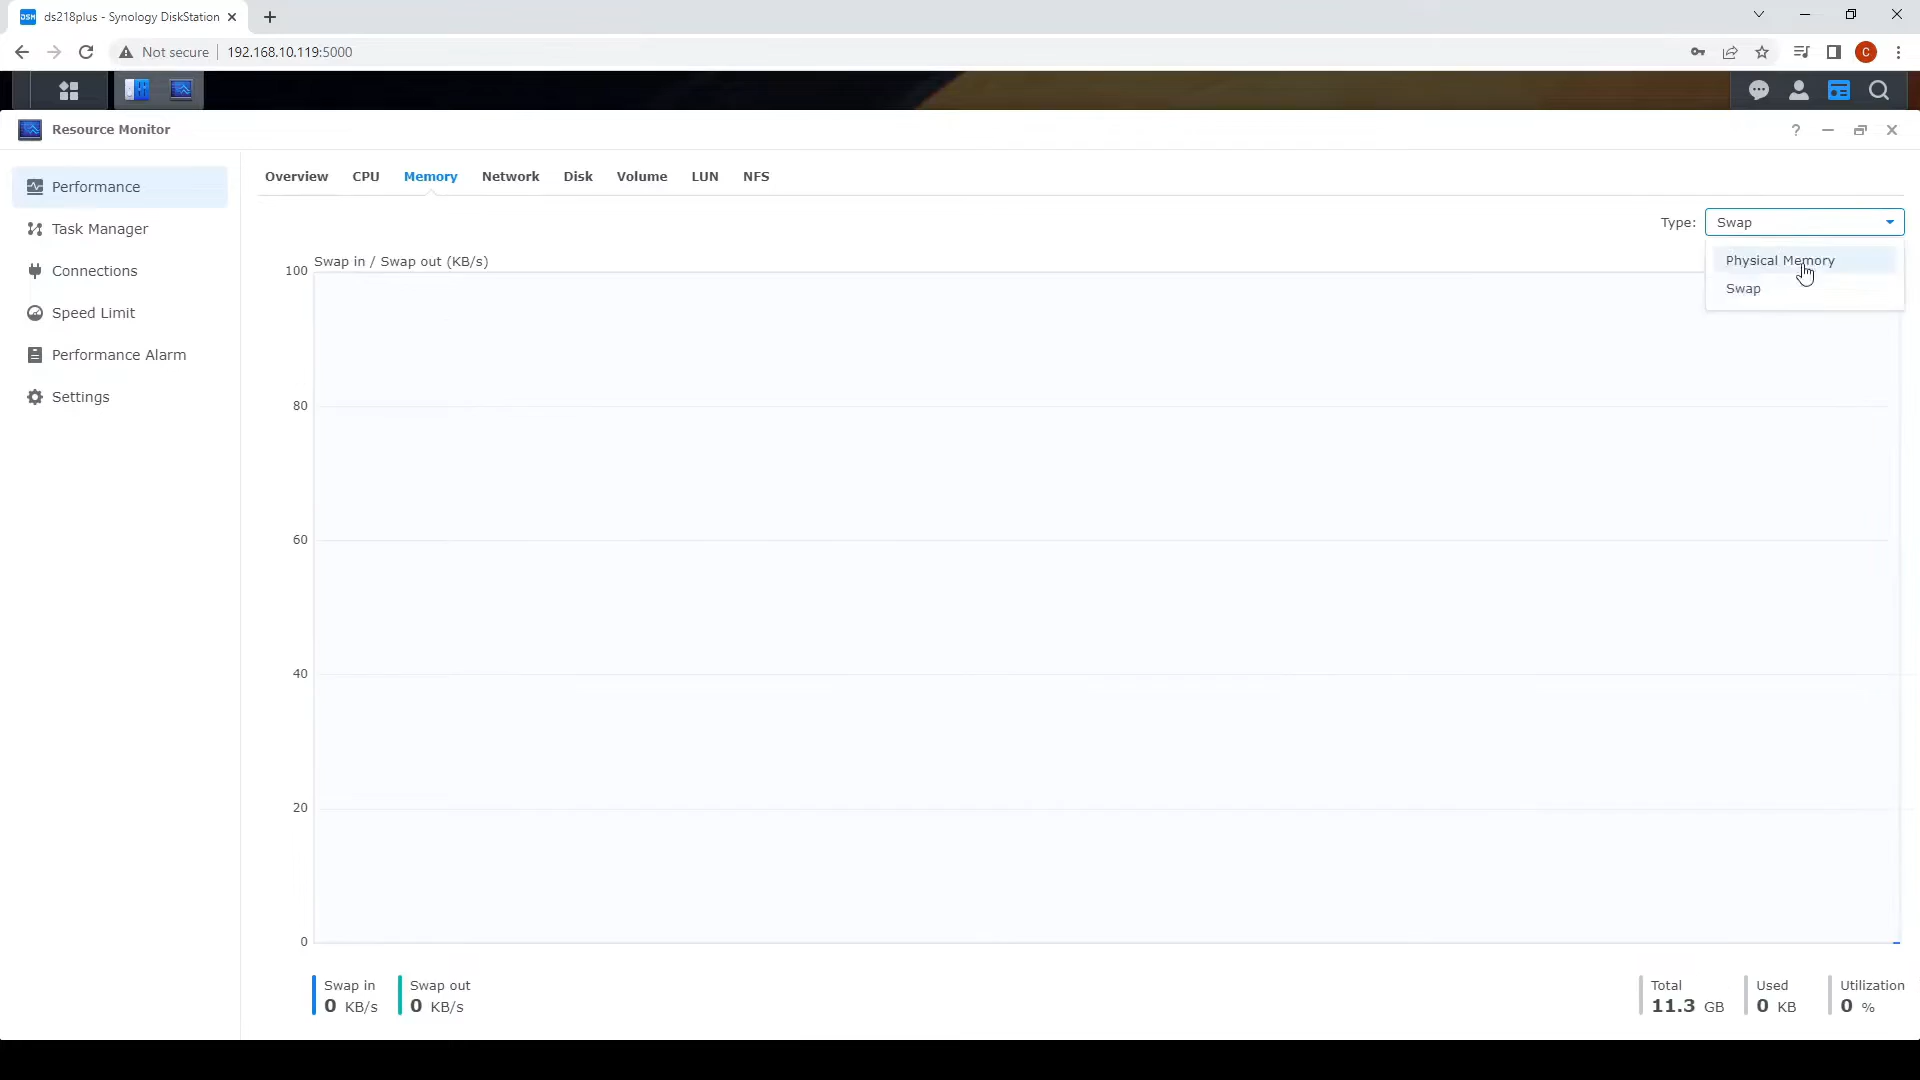 ds218plus - Synology DiskStation
Not secure
192.168.10.119:5000
C
Resource Monitor
?
Performance
Task Manager
Connections
Speed Limit
Performance Alarm
Settings
Overview CPU Memory Network Disk Volume LUN NFS
Type: Swap
Physical Memory
Swap
Swap in / Swap out (KB/s)
100
80
60
40
20
0
Swap in
0 KB/s
Swap out
0 KB/s
Total
11.3 GB
Used
0 KB
Utilization
0 %